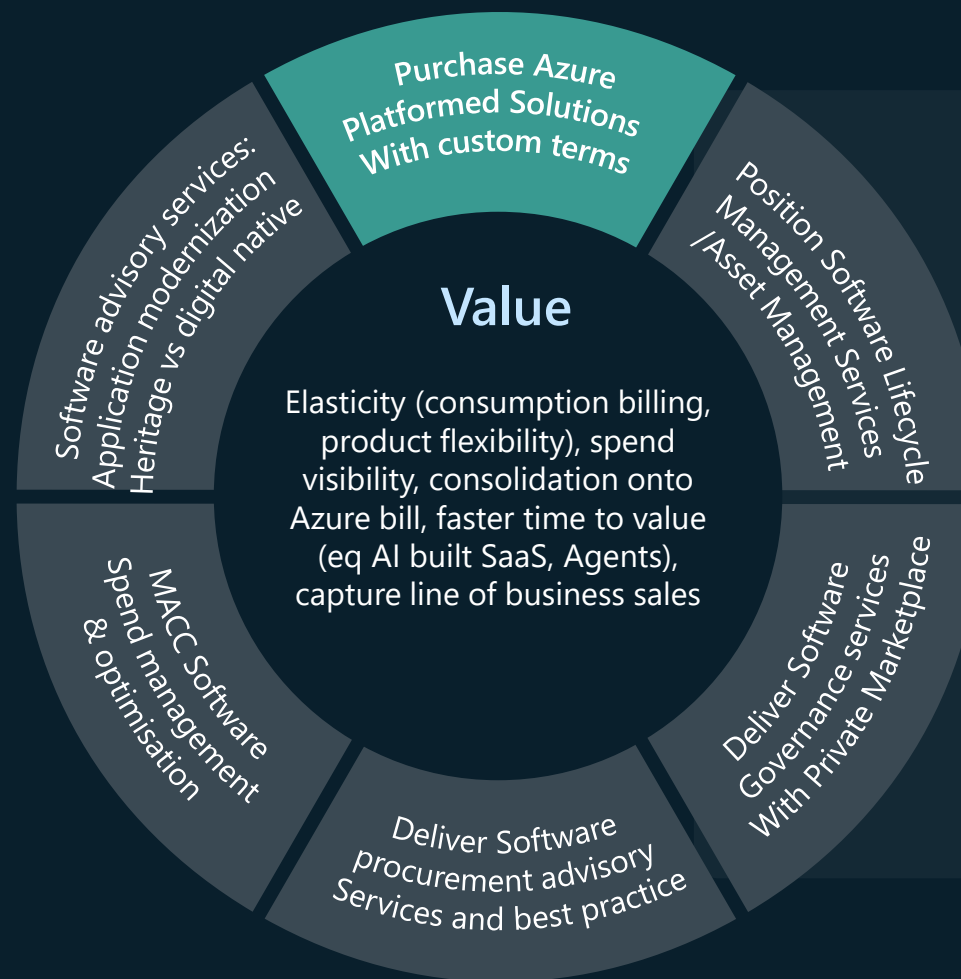 Purchase Azure
Platformed Solutions
With custom terms
Position Software Lifecycle
Management Services
/Asset Management
Deliver Software
Governance services
With Private Marketplace
Deliver Software
procurement advisory
Services and best practice
MACC Software
Spend management
& optimisation
Software advisory services:
Application modernization
Heritage vs digital native
Value
Elasticity (consumption billing,
product flexibility), spend
visibility, consolidation onto
Azure bill, faster time to value
(eq AI built SaaS, Agents),
capture line of business sales